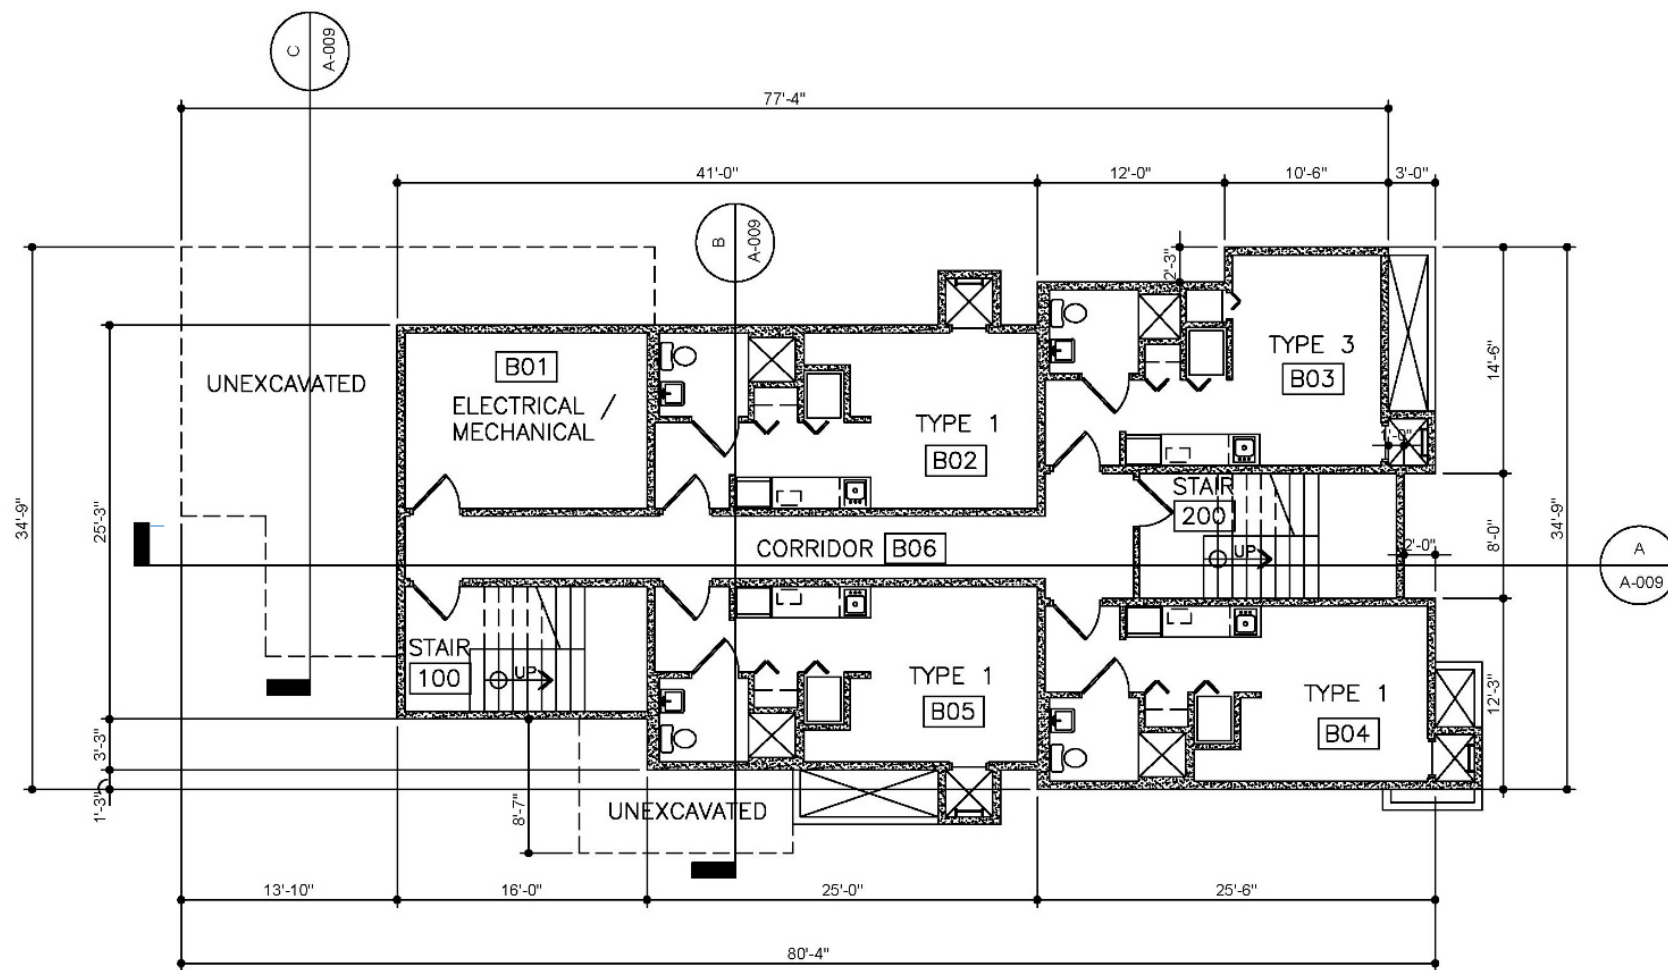 C
A-009
77'-4"
41'-0"
12'-0"
10'-6"
3'-0"
B
A-009
2'-3"
UNEXCAVATED
B01
ELECTRICAL /
MECHANICAL
TYPE 1
B02
TYPE 3
B03
1'-0"
14'-6"
34'-9"
25'-3"
STAIR
200
UP
CORRIDOR B06
2'-0"
8'-0"
34'-9"
A
A-009
STAIR
100
UP
TYPE 1
B05
TYPE 1
B04
12'-3"
3'-3"
1'-3"
8'-7"
UNEXCAVATED
13'-10"
16'-0"
25'-0"
25'-6"
80'-4"